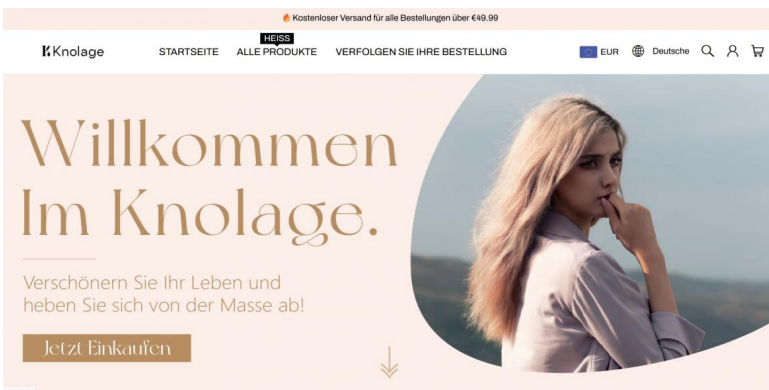 🔥 Kostenloser Versand für alle Bestellungen über €49.99
HEISS
Knolage STARTSEITE ALLE PRODUKTE VERFOLGEN SIE IHRE BESTELLUNG EUR Deutsche
Willkommen
Im Knolage.
Verschönern Sie Ihr Leben und
heben Sie sich von der Masse ab!
Jetzt Einkaufen